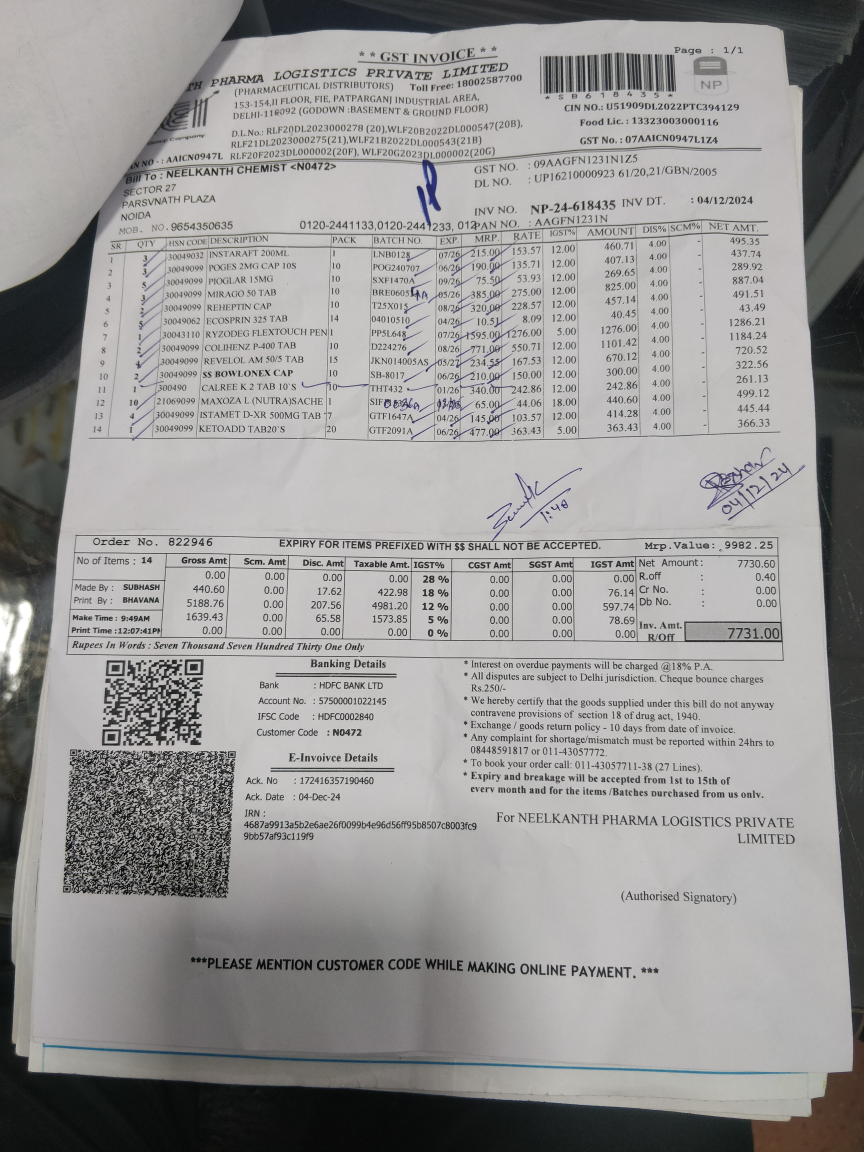 * * GST INVOICE * *
Page : 1/1
TH PHARMA LOGISTICS PRIVATE LIMITED
(PHARMACEUTICAL DISTRIBUTORS) Toll Free: 18002587700
153-154,II FLOOR, FIE, PATPARGANJ INDUSTRIAL AREA,
DELHI-110092 (GODOWN :BASEMENT & GROUND FLOOR)
D.L.No.: RLF20DL2023000278 (20),WLF20B2022DL000547(20B),
RLF21DL2023000275(21),WLF21B2022DL000543(21B)
RLF20F2023DL000002(20F), WLF20G2023DL000002(20G)
AN NO - : AAICN0947L
*SB618435*
NP
CIN NO.: U51909DL2022PTC394129
Food Lic. : 13323003000116
GST No. : 07AAICN0947L1Z4
Bill To : NEELKANTH CHEMIST <N0472>
SECTOR 27
PARSVNATH PLAZA
NOIDA
MOB. NO.9654350635
0120-2441133,0120-2441233, 012
GST NO. : 09AAGFN1231N1Z5
DL NO. : UP16210000923 61/20,21/GBN/2005
INV NO. NP-24-618435 INV DT. : 04/12/2024
PAN NO. : AAGFN1231N
SR QTY HSN CODE DESCRIPTION PACK BATCH NO. EXP. MRP. RATE IGST% AMOUNT DIS% SCM% NET AMT.
1 3 30049032 INSTARAFT 200ML 1 LNB0128 07/26 215.00 153.57 12.00 460.71 4.00 - 495.35
2 3 30049099 POGES 2MG CAP 10S 10 POG240707 06/26 190.00 135.71 12.00 407.13 4.00 - 437.74
3 5 30049099 PIOGLAR 15MG 10 SXF1470A 09/26 75.50 53.93 12.00 269.65 4.00 - 289.92
4 3 30049099 MIRAGO 50 TAB 10 05/26 385.00 275.00 12.00 825.00 4.00 - 887.04
5 2 30049099 REHEPTIN CAP 10 T25X015 08/26 320.00 228.57 12.00 457.14 4.00 - 491.51
6 5 30049062 ECOSPRIN 325 TAB 14 04010510 04/26 10.51 8.09 12.00 40.45 4.00 - 43.49
7 1 30043110 RYZODEG FLEXTOUCH PEN 1 PP5L648 07/26 1595.00 1276.00 5.00 1276.00 4.00 - 1286.21
8 2 30049099 COLIHENZ P-400 TAB 10 D224276 08/26 771.00 550.71 12.00 1101.42 4.00 - 1184.24
9 4 30049099 REVELOL AM 50/5 TAB 15 JKN014005AS 05/27 234.55 167.53 12.00 670.12 4.00 - 720.52
10 2 30049099 $$ BOWLONEX CAP 10 SB-8017 06/26 210.00 150.00 12.00 300.00 4.00 - 322.56
11 1 300490 CALREE K 2 TAB 10`S 10 THT432 01/26 340.00 242.86 12.00 242.86 4.00 - 261.13
12 10 21069099 MAXOZA L (NUTRA)SACHE 1 65.00 44.06 18.00 440.60 4.00 - 499.12
13 4 30049099 ISTAMET D-XR 500MG TAB `7 GTF1647A 04/26 145.00 103.57 12.00 414.28 4.00 - 445.44
14 1 30049099 KETOADD TAB20`S 20 GTF2091A 06/26 477.00 363.43 5.00 363.43 4.00 - 366.33
1:40
04/12/24
Order No. 822946 EXPIRY FOR ITEMS PREFIXED WITH $$ SHALL NOT BE ACCEPTED. Mrp.Value: 9982.25
No of Items : 14 Gross Amt Scm. Amt Disc. Amt Taxable Amt. IGST% CGST Amt SGST Amt IGST Amt Net Amount: 7730.60
0.00 0.00 0.00 0.00 28 % 0.00 0.00 0.00 R.off : 0.40
Made By : SUBHASH 440.60 0.00 17.62 422.98 18 % 0.00 0.00 76.14 Cr No. : 0.00
Print By : BHAVANA 5188.76 0.00 207.56 4981.20 12 % 0.00 0.00 597.74 Db No. : 0.00
Make Time : 9:49AM 1639.43 0.00 65.58 1573.85 5 % 0.00 0.00 78.69 Inv. Amt. R/Off 7731.00
Print Time :12:07:41PM 0.00 0.00 0.00 0.00 0 % 0.00 0.00 0.00
Rupees In Words : Seven Thousand Seven Hundred Thirty One Only
Banking Details
Bank : HDFC BANK LTD
Account No. : 57500001022145
IFSC Code : HDFC0002840
Customer Code : N0472
E-Invoivce Details
Ack. No : 172416357190460
Ack. Date : 04-Dec-24
IRN :
4687a9913a5b2e6ae26f0099b4e96d56ff95b8507c8003fc9
9bb57af93c119f9
* Interest on overdue payments will be charged @18% P.A.
* All disputes are subject to Delhi jurisdiction. Cheque bounce charges
Rs.250/-
* We hereby certify that the goods supplied under this bill do not anyway
contravene provisions of section 18 of drug act, 1940.
* Exchange / goods return policy - 10 days from date of invoice.
* Any complaint for shortage/mismatch must be reported within 24hrs to
08448591817 or 011-43057772.
* To book your order call: 011-43057711-38 (27 Lines).
* Expiry and breakage will be accepted from 1st to 15th of
every month and for the items /Batches purchased from us only.
For NEELKANTH PHARMA LOGISTICS PRIVATE
LIMITED
(Authorised Signatory)
***PLEASE MENTION CUSTOMER CODE WHILE MAKING ONLINE PAYMENT. ***